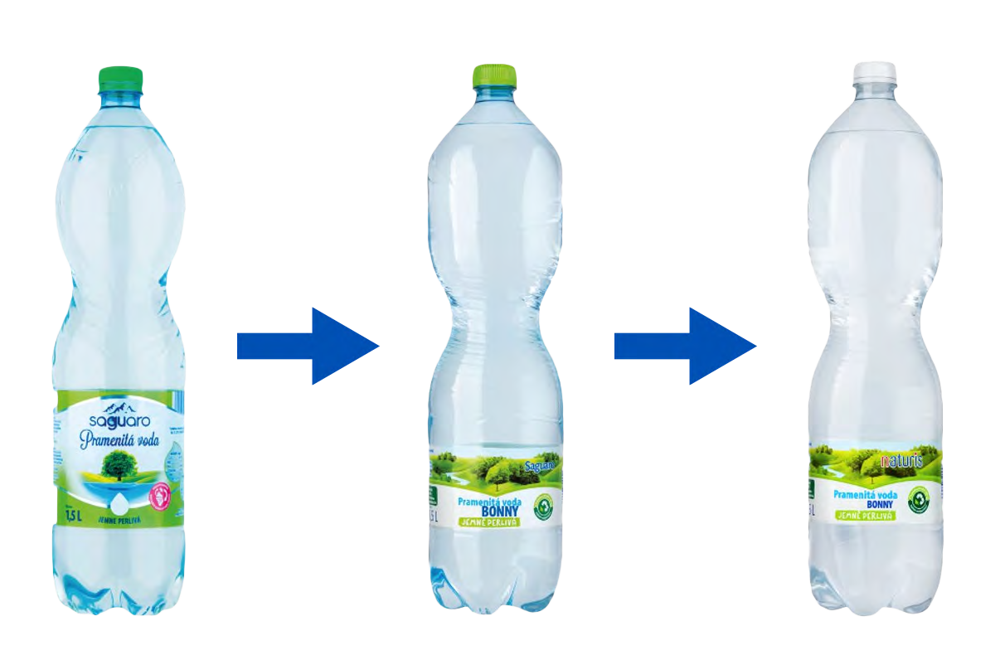 saguaro
Pramenitá voda
1,5 L
JEMNĚ PERLIVÁ
Saguaro
Pramenitá voda
BONNY
JEMNĚ PERLIVÁ
naturis
Pramenitá voda
BONNY
JEMNĚ PERLIVÁ